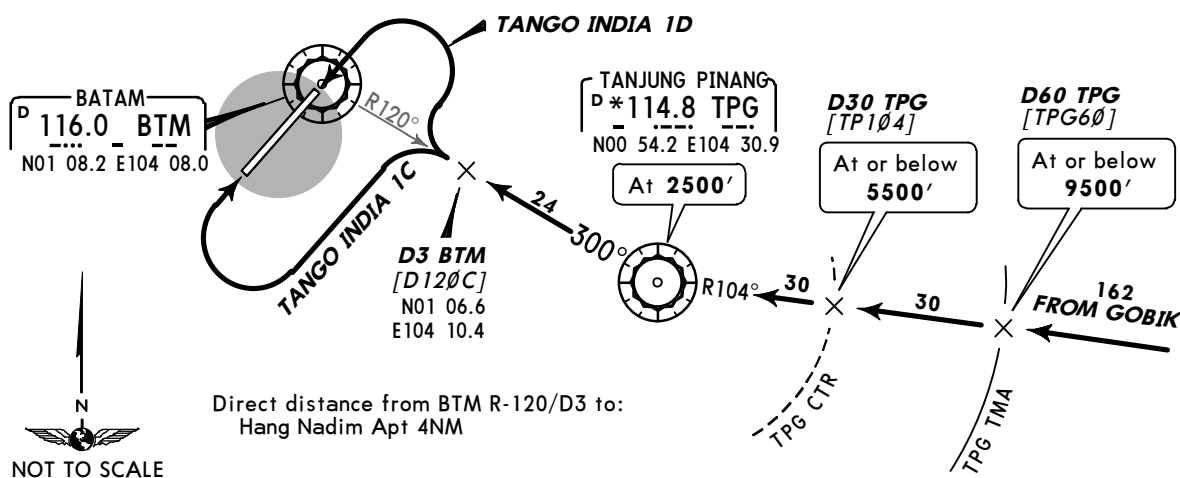 TANGO INDIA 1D
BATAM
D 116.0 BTM
N01 08.2 E104 08.0
R120°
TANGO INDIA 1C
D3 BTM
[D12Ø C]
N01 06.6
E104 10.4
24
300°
TANJUNG PINANG
D *114.8 TPG
N00 54.2 E104 30.9
At 2500′
R104°
30
D30 TPG
[TP1Ø4]
At or below
5500′
30
D60 TPG
[TPG6Ø]
At or below
9500′
162
FROM GOBIK
TPG CTR
TPG TMA
Direct distance from BTM R-120/D3 to:
Hang Nadim Apt 4NM
N
NOT TO SCALE